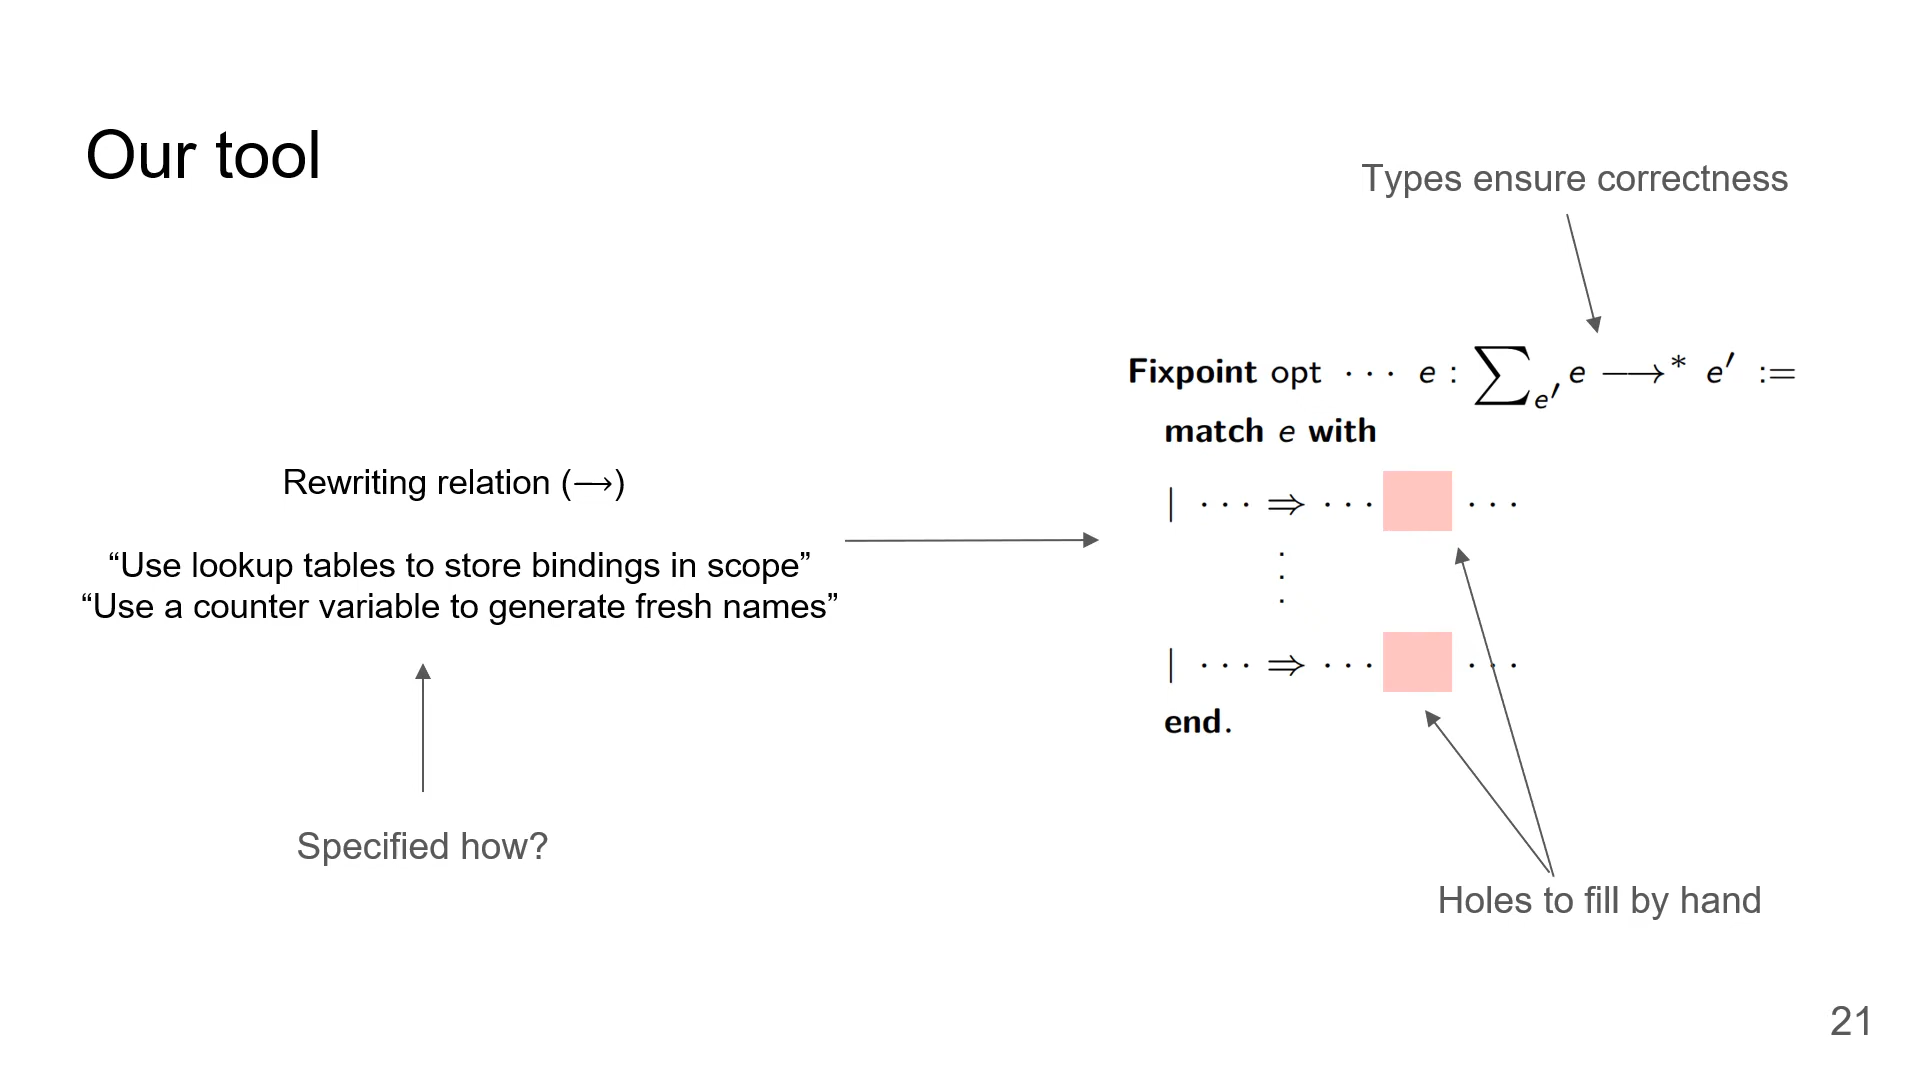 Our tool
Types ensure correctness
Fixpoint opt ··· e : ∑e′ e ⟶* e′ :=
match e with
| ··· ⇒ ··· ···
⋮
| ··· ⇒ ··· ···
end.
Rewriting relation (⟶)
“Use lookup tables to store bindings in scope”
“Use a counter variable to generate fresh names”
Specified how?
Holes to fill by hand
21